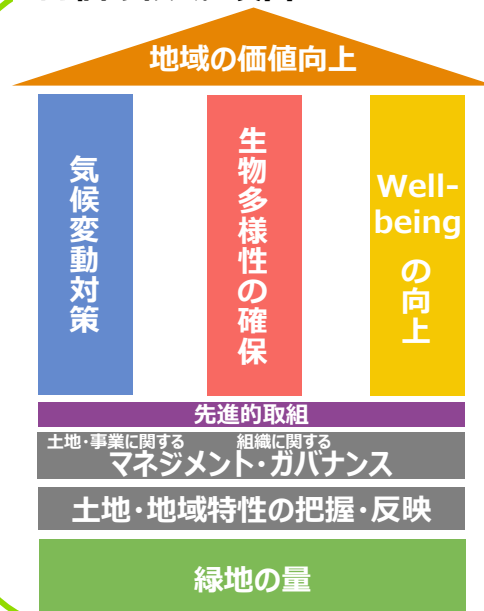 地域の価値向上
気候変動対策
生物多様性の確保
Well-
being
の向上
先進的取組
土地・事業に関する 組織に関する
マネジメント・ガバナンス
土地・地域特性の把握・反映
緑地の量